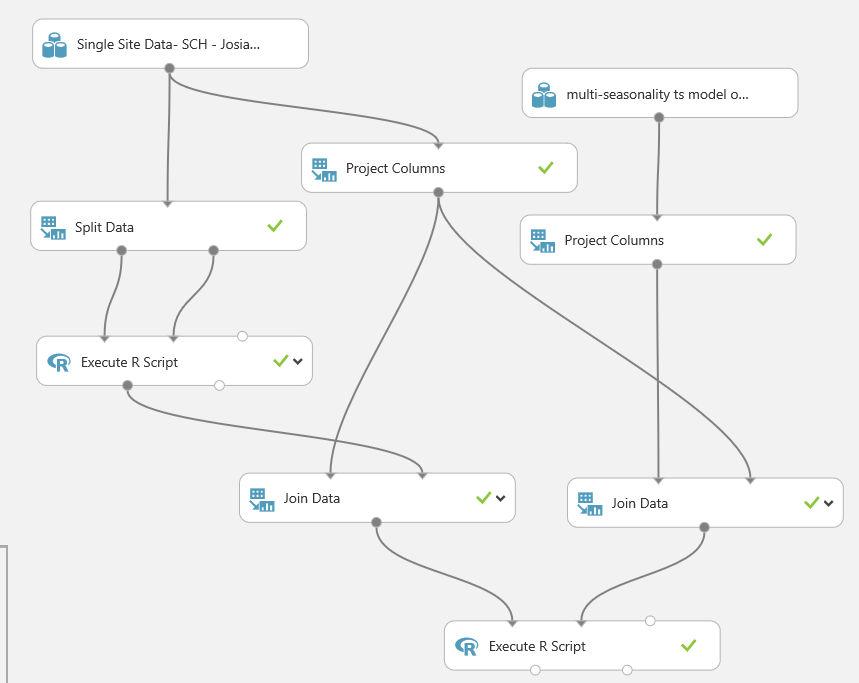 Single Site Data- SCH - Josia...
multi-seasonality ts model o...
Project Columns
Split Data
Project Columns
Execute R Script
Join Data
Join Data
Execute R Script